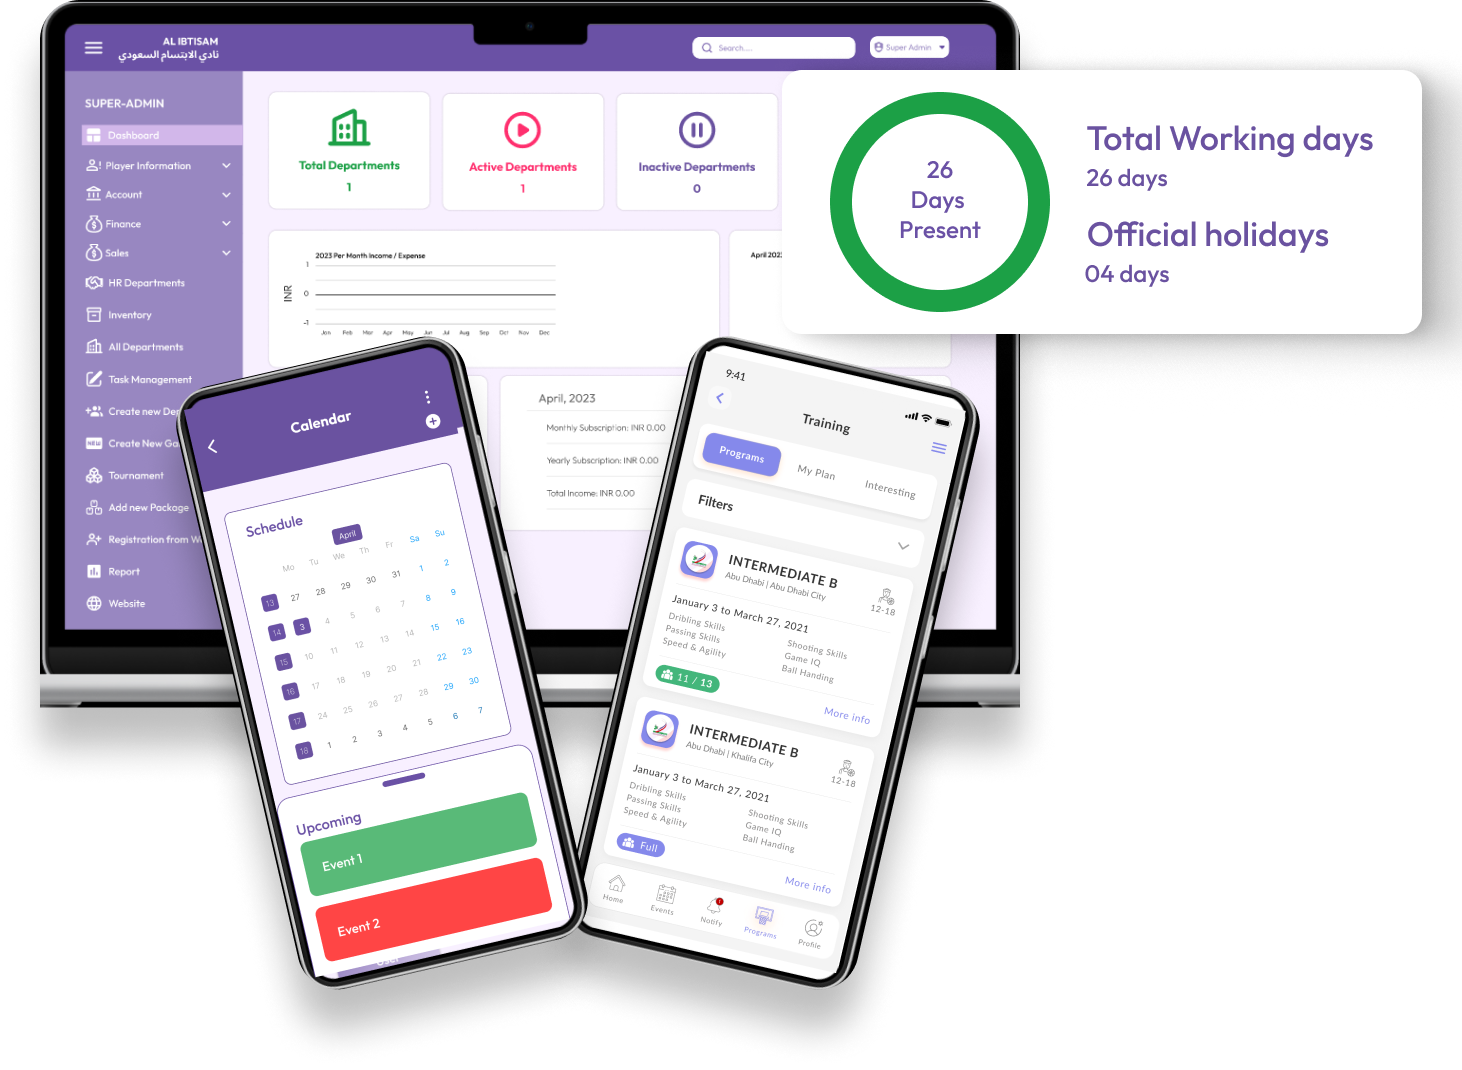 AL IBTISAM
نادي الابتسام السعودي
Search....
Super Admin
SUPER-ADMIN
Dashboard
Player Information
Account
Finance
Sales
HR Departments
Inventory
All Departments
Task Management
Create new De
NEW
Create New Ga
Tournament
Add new Package
Registration from W
Report
Website
Total Departments
1
Active Departments
1
Inactive Departments
0
2023 Per Month Income / Expense
INR
1
0
-1
Jan Feb Mar Apr May Jun Jul Aug Sep Oct Nov Dec
April 202
April, 2023
Monthly Subscription: INR 0.00
Yearly Subscription: INR 0.00
Total Income: INR 0.00
26
Days
Present
Total Working days
26 days
Official holidays
04 days
Calendar
Schedule
April
Mo Tu We Th Fr Sa Su
13 27 28 29 30 31 1 2
14 3 4 5 6 7 8 9
15 10 11 12 13 14 15 16
16 17 18 19 20 21 22 23
17 24 25 26 27 28 29 30
18 1 2 3 4 5 6 7
Upcoming
Event 1
Event 2
9:41
Training
Programs My Plan Interesting
Filters
INTERMEDIATE B
Abu Dhabi | Abu Dhabi City
12-18
January 3 to March 27, 2021
Dribling Skills
Passing Skills
Speed & Agility
Shooting Skills
Game IQ
Ball Handing
11 / 13
More info
INTERMEDIATE B
Abu Dhabi | Khalifa City
12-18
January 3 to March 27, 2021
Dribling Skills
Passing Skills
Speed & Agility
Shooting Skills
Game IQ
Ball Handing
Full
More info
Home Events Notify Programs Profile